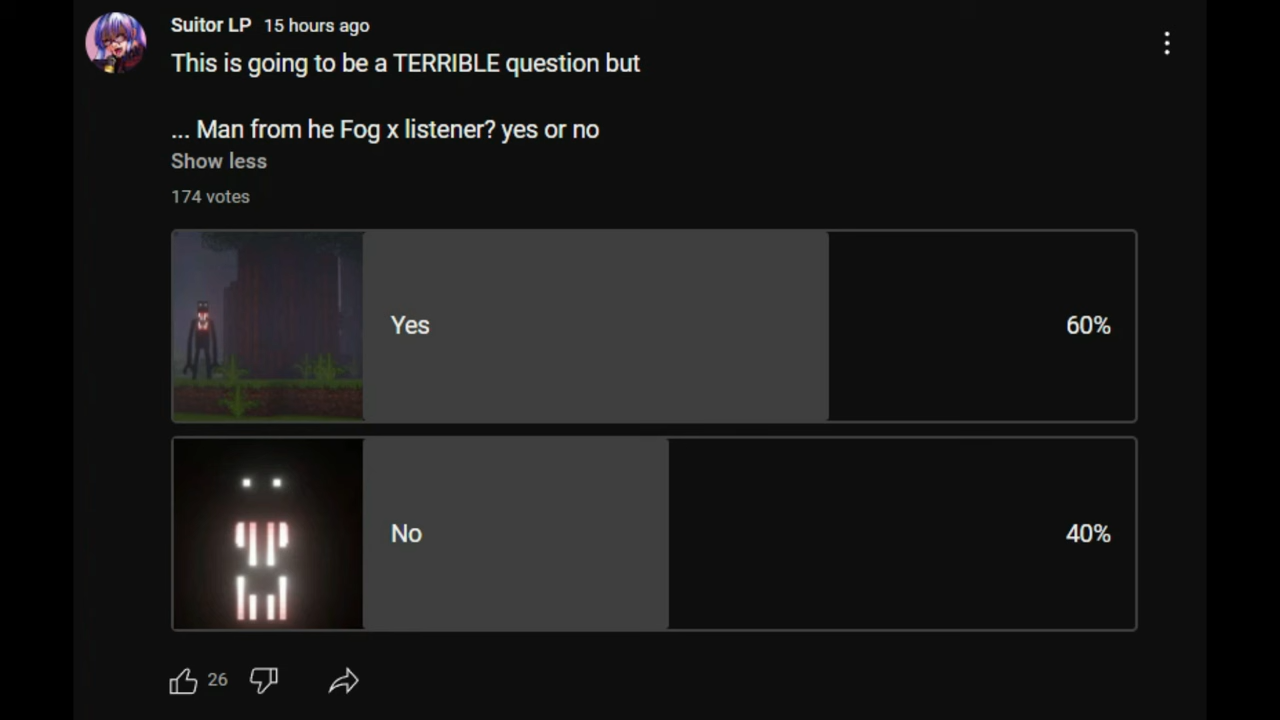 Suitor LP 15 hours ago
This is going to be a TERRIBLE question but
... Man from he Fog x listener? yes or no
Show less
174 votes
Yes 60%
No 40%
26